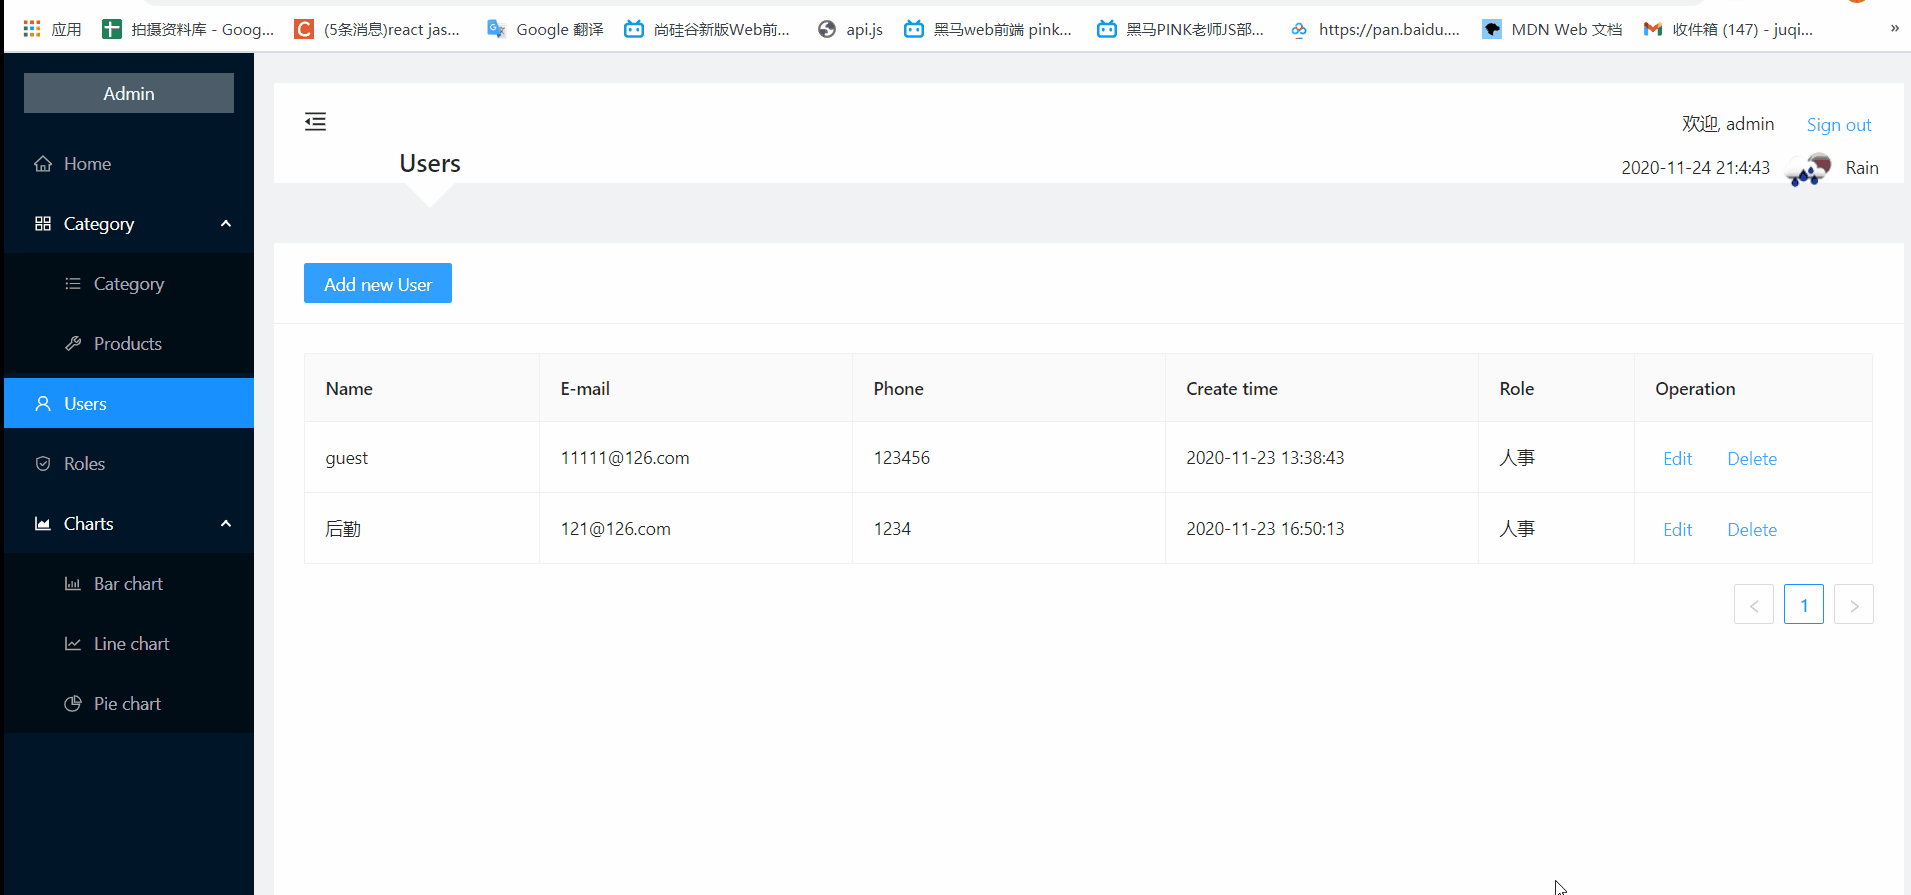 应用 拍摄资料库 - Goog... (5条消息)react jas... Google 翻译 尚硅谷新版Web前... api.js 黑马web前端 pink... 黑马PINK老师JS部... https://pan.baidu.... MDN Web 文档 收件箱 (147) - juqi... »
Admin
Home
Category
Category
Products
Users
Roles
Charts
Bar chart
Line chart
Pie chart
欢迎, admin Sign out
Users
2020-11-24 21:4:43 Rain
Add new User
Name E-mail Phone Create time Role Operation
guest 11111@126.com 123456 2020-11-23 13:38:43 人事 Edit Delete
后勤 121@126.com 1234 2020-11-23 16:50:13 人事 Edit Delete
< 1 >